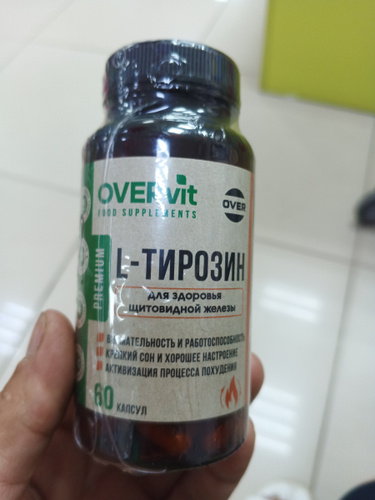 OVERvit
FOOD SUPPLEMENTS
OVER
PREMIUM
L-ТИРОЗИН
для здоровья
щитовидной железы
ВНИМАТЕЛЬНОСТЬ И РАБОТОСПОСОБНОСТЬ
КРЕПКИЙ СОН И ХОРОШЕЕ НАСТРОЕНИЕ
АКТИВИЗАЦИЯ ПРОЦЕССА ПОХУДЕНИЯ
60 КАПСУЛ